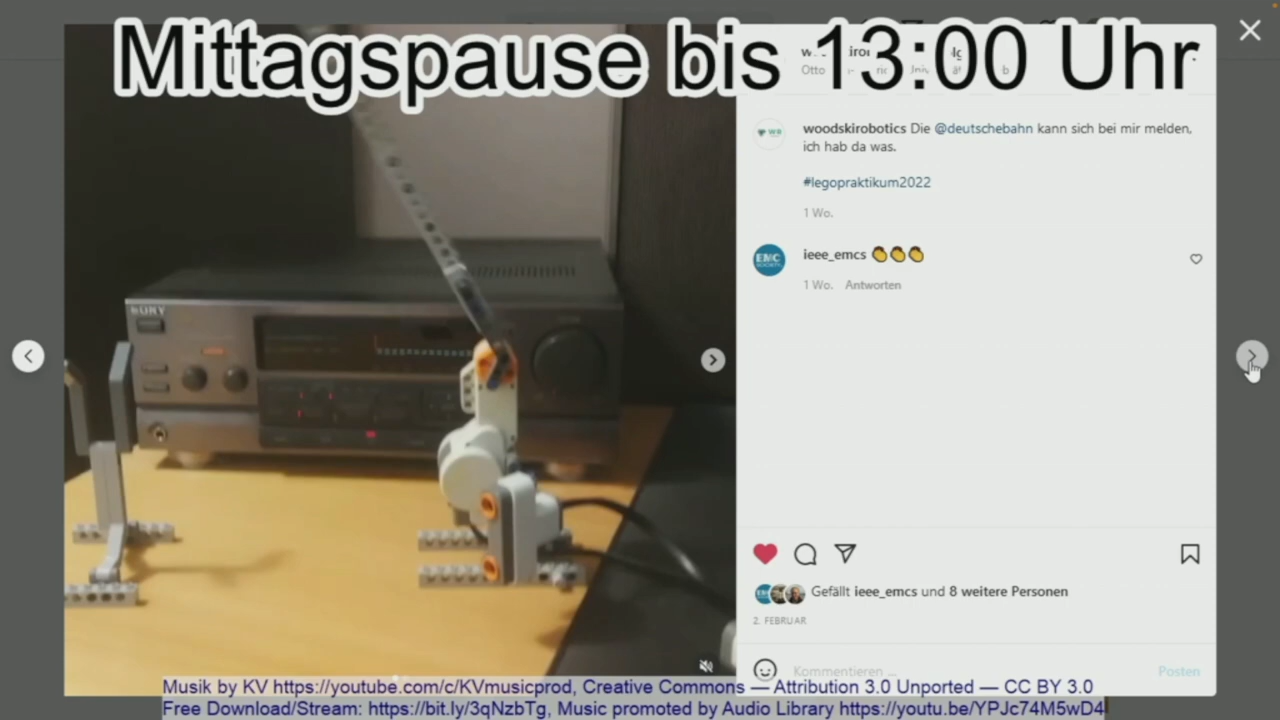 Mittagspause bis 13:00 Uhr
Otto
woodskirobotics Die @deutschebahn kann sich bei mir melden,
ich hab da was.
#legopraktikum2022
1 Wo.
ieee_emcs 👏👏👏
1 Wo. Antworten
SONY
Gefällt ieee_emcs und 8 weitere Personen
2. FEBRUAR
Kommentieren ...
Posten
Musik by KV https://youtube.com/c/KVmusicprod, Creative Commons — Attribution 3.0 Unported — CC BY 3.0
Free Download/Stream: https://bit.ly/3qNzbTg, Music promoted by Audio Library https://youtu.be/YPJc74M5wD4